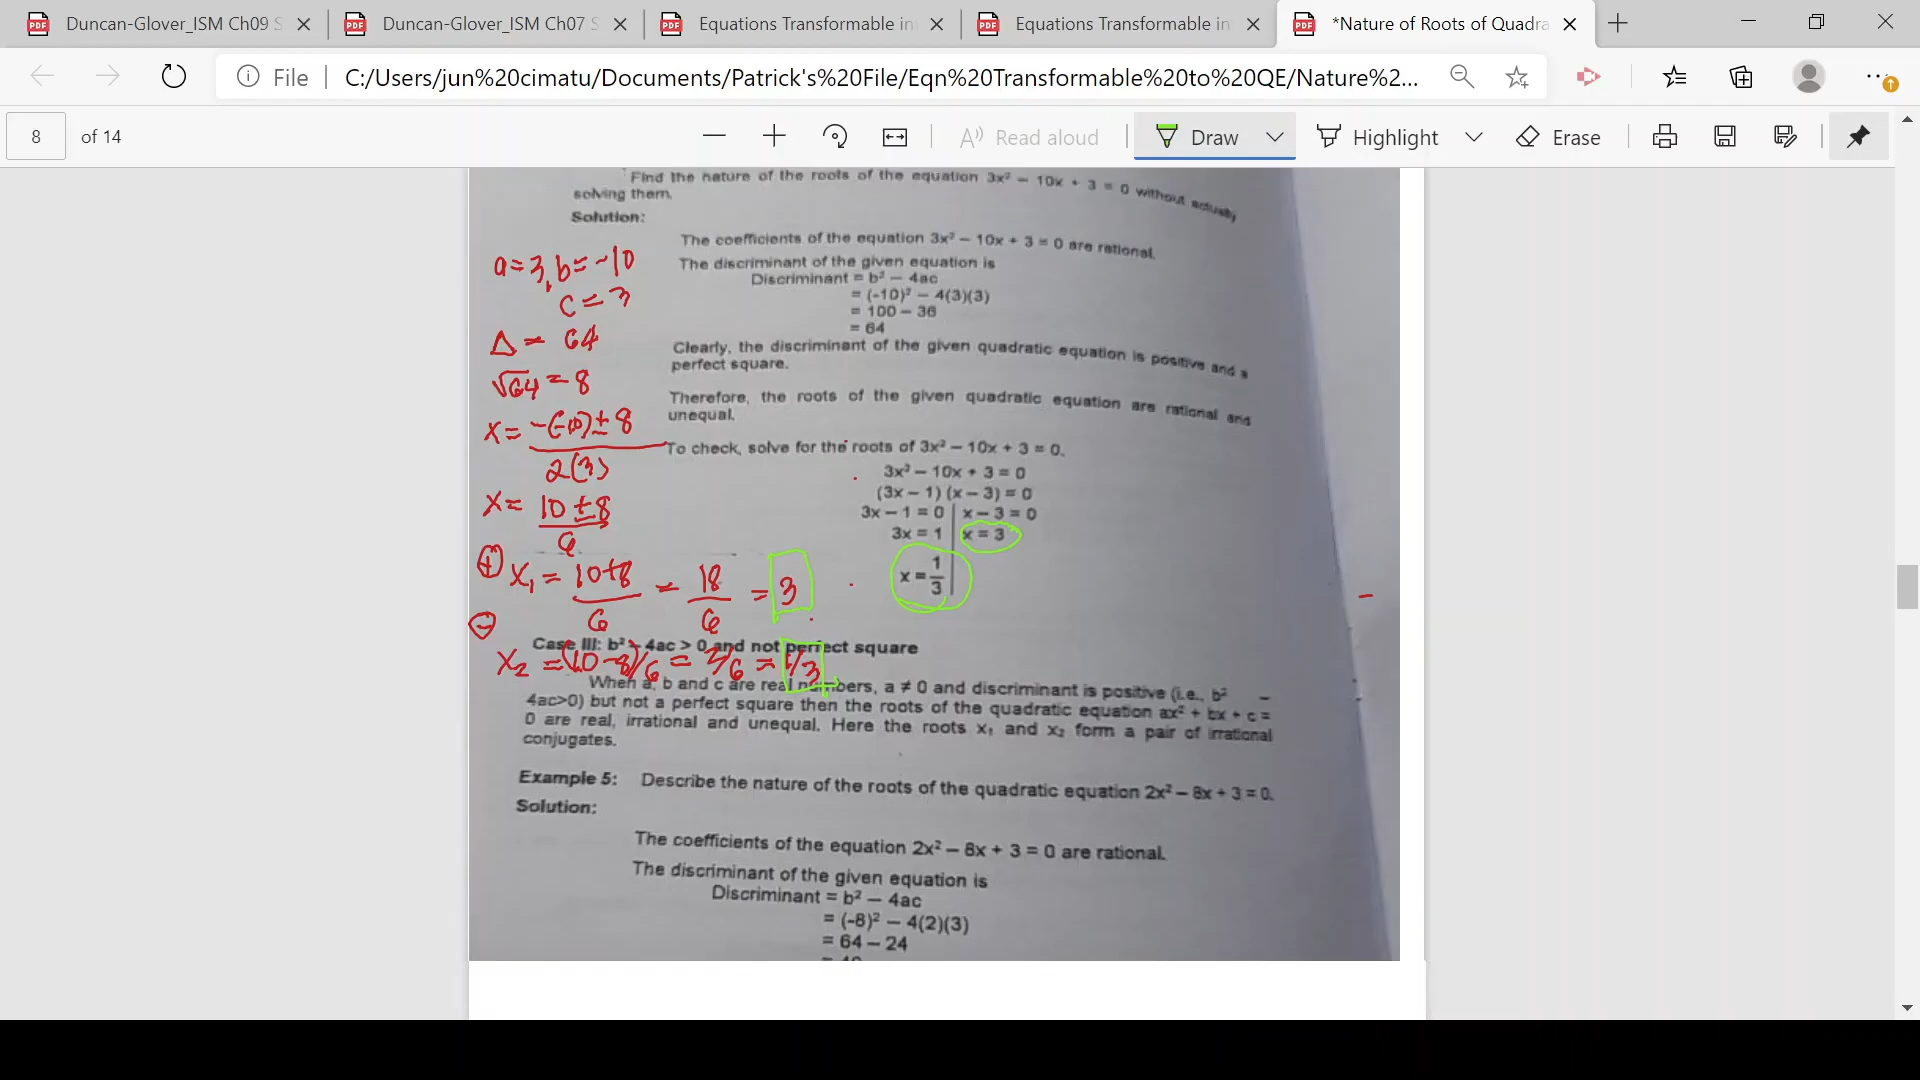 Duncan-Glover_ISM Ch09 S
Duncan-Glover_ISM Ch07 S
Equations Transformable in
Equations Transformable in
*Nature of Roots of Quadra
File
C:/Users/jun%20cimatu/Documents/Patrick's%20File/Eqn%20Transformable%20to%20QE/Nature%2...
8 of 14
Read aloud
Draw
Highlight
Erase
Find the nature of the roots of the equation 3x² – 10x + 3 = 0 without actually
solving them.
Solution:
The coefficients of the equation 3x² – 10x + 3 = 0 are rational.
The discriminant of the given equation is
Discriminant = b² – 4ac
= (-10)² – 4(3)(3)
= 100 – 36
= 64
Clearly, the discriminant of the given quadratic equation is positive and a
perfect square.
Therefore, the roots of the given quadratic equation are rational and
unequal.
To check, solve for the roots of 3x² – 10x + 3 = 0.
3x² – 10x + 3 = 0
(3x – 1) (x – 3) = 0
3x – 1 = 0 | x – 3 = 0
3x = 1 | x = 3
x = 1/3
a = 3, b = -10
c = 3
Δ = 64
√64 = 8
x = -(-10) ± 8
2(3)
x = 10 ± 8
6
+ x₁ = 10+8 = 18 = 3
6 6
–
x₂ = (10-8)/6 = 2/6 = 1/3
Case III: b² – 4ac > 0 and not perfect square
When a, b and c are real numbers, a ≠ 0 and discriminant is positive (i.e., b² –
4ac>0) but not a perfect square then the roots of the quadratic equation ax² + bx + c =
0 are real, irrational and unequal. Here the roots x₁ and x₂ form a pair of irrational
conjugates.
Example 5: Describe the nature of the roots of the quadratic equation 2x² – 8x + 3 = 0.
Solution:
The coefficients of the equation 2x² – 8x + 3 = 0 are rational.
The discriminant of the given equation is
Discriminant = b² – 4ac
= (-8)² – 4(2)(3)
= 64 – 24